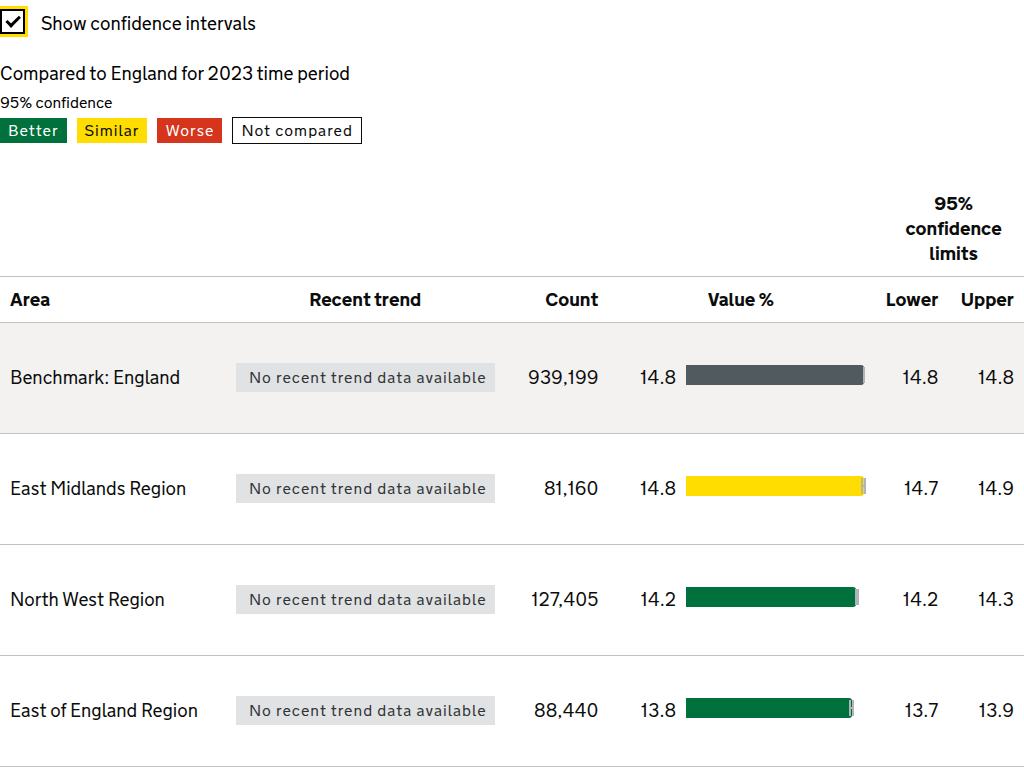 Show confidence intervals
Compared to England for 2023 time period
95% confidence
Better Similar Worse Not compared
95%
confidence
limits
Area Recent trend Count Value % Lower Upper
Benchmark: England No recent trend data available 939,199 14.8 14.8 14.8
East Midlands Region No recent trend data available 81,160 14.8 14.7 14.9
North West Region No recent trend data available 127,405 14.2 14.2 14.3
East of England Region No recent trend data available 88,440 13.8 13.7 13.9